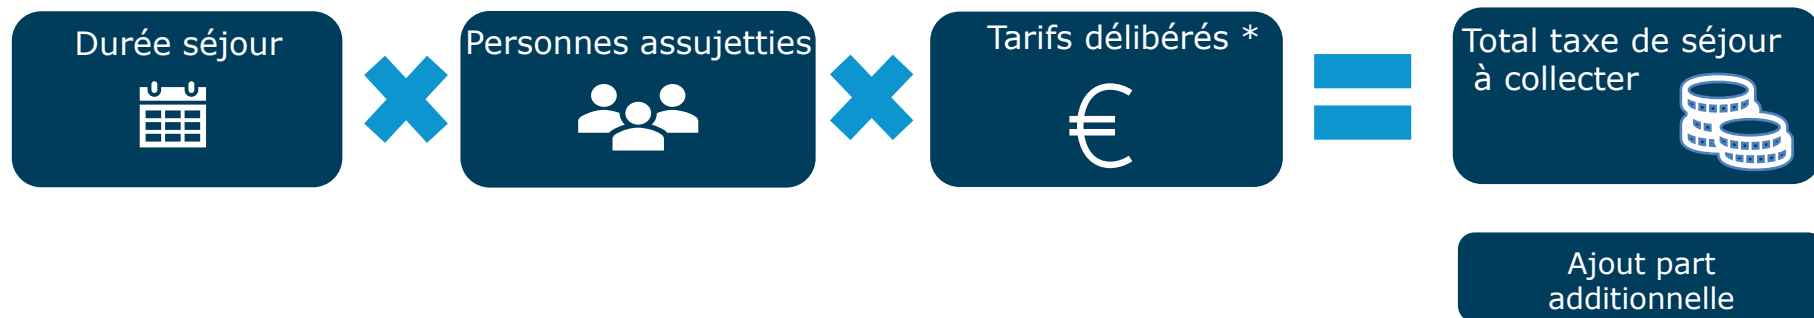 Durée séjour
Personnes assujetties
Tarifs délibérés *
€
Total taxe de séjour
à collecter
Ajout part
additionnelle